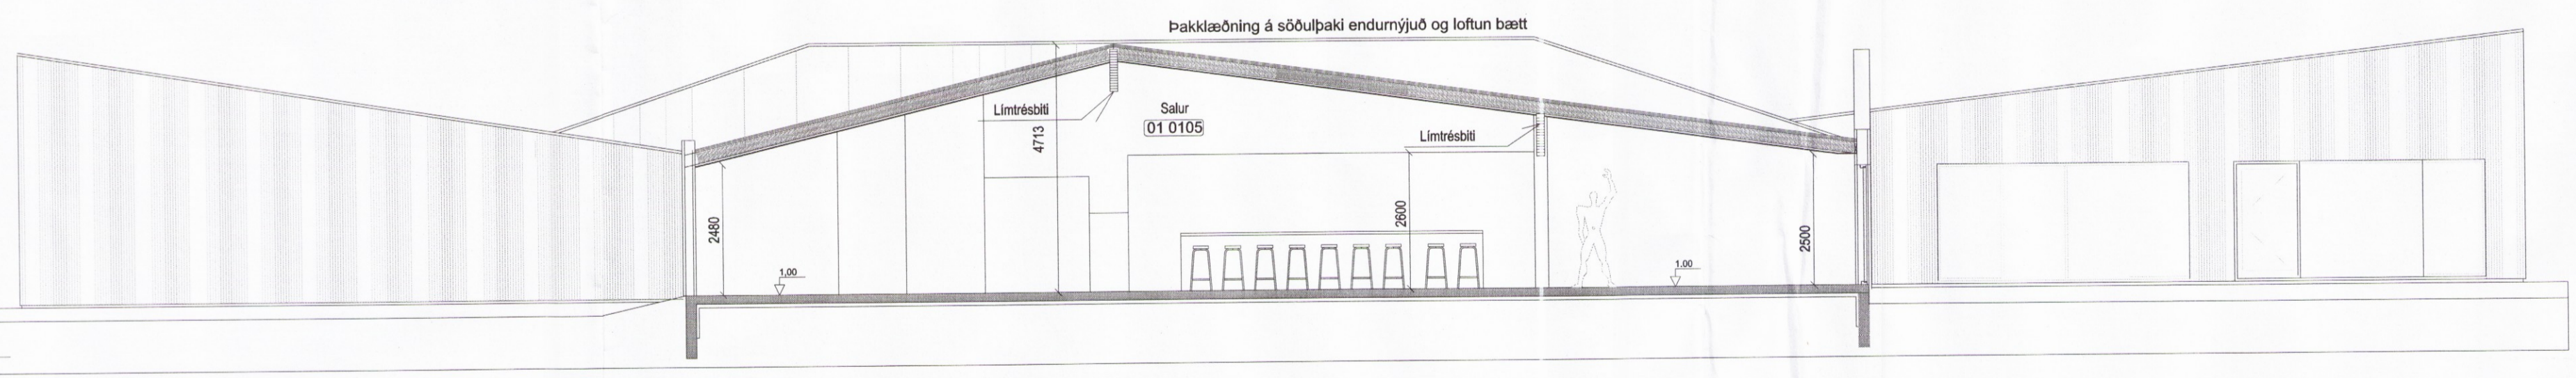 Þakklæðning á söðulþaki endurnýjuð og loftun bætt
Límtrésbiti
Salur
01 0105
4713
Límtrésbiti
2480
2600
2500
1,00
1.00